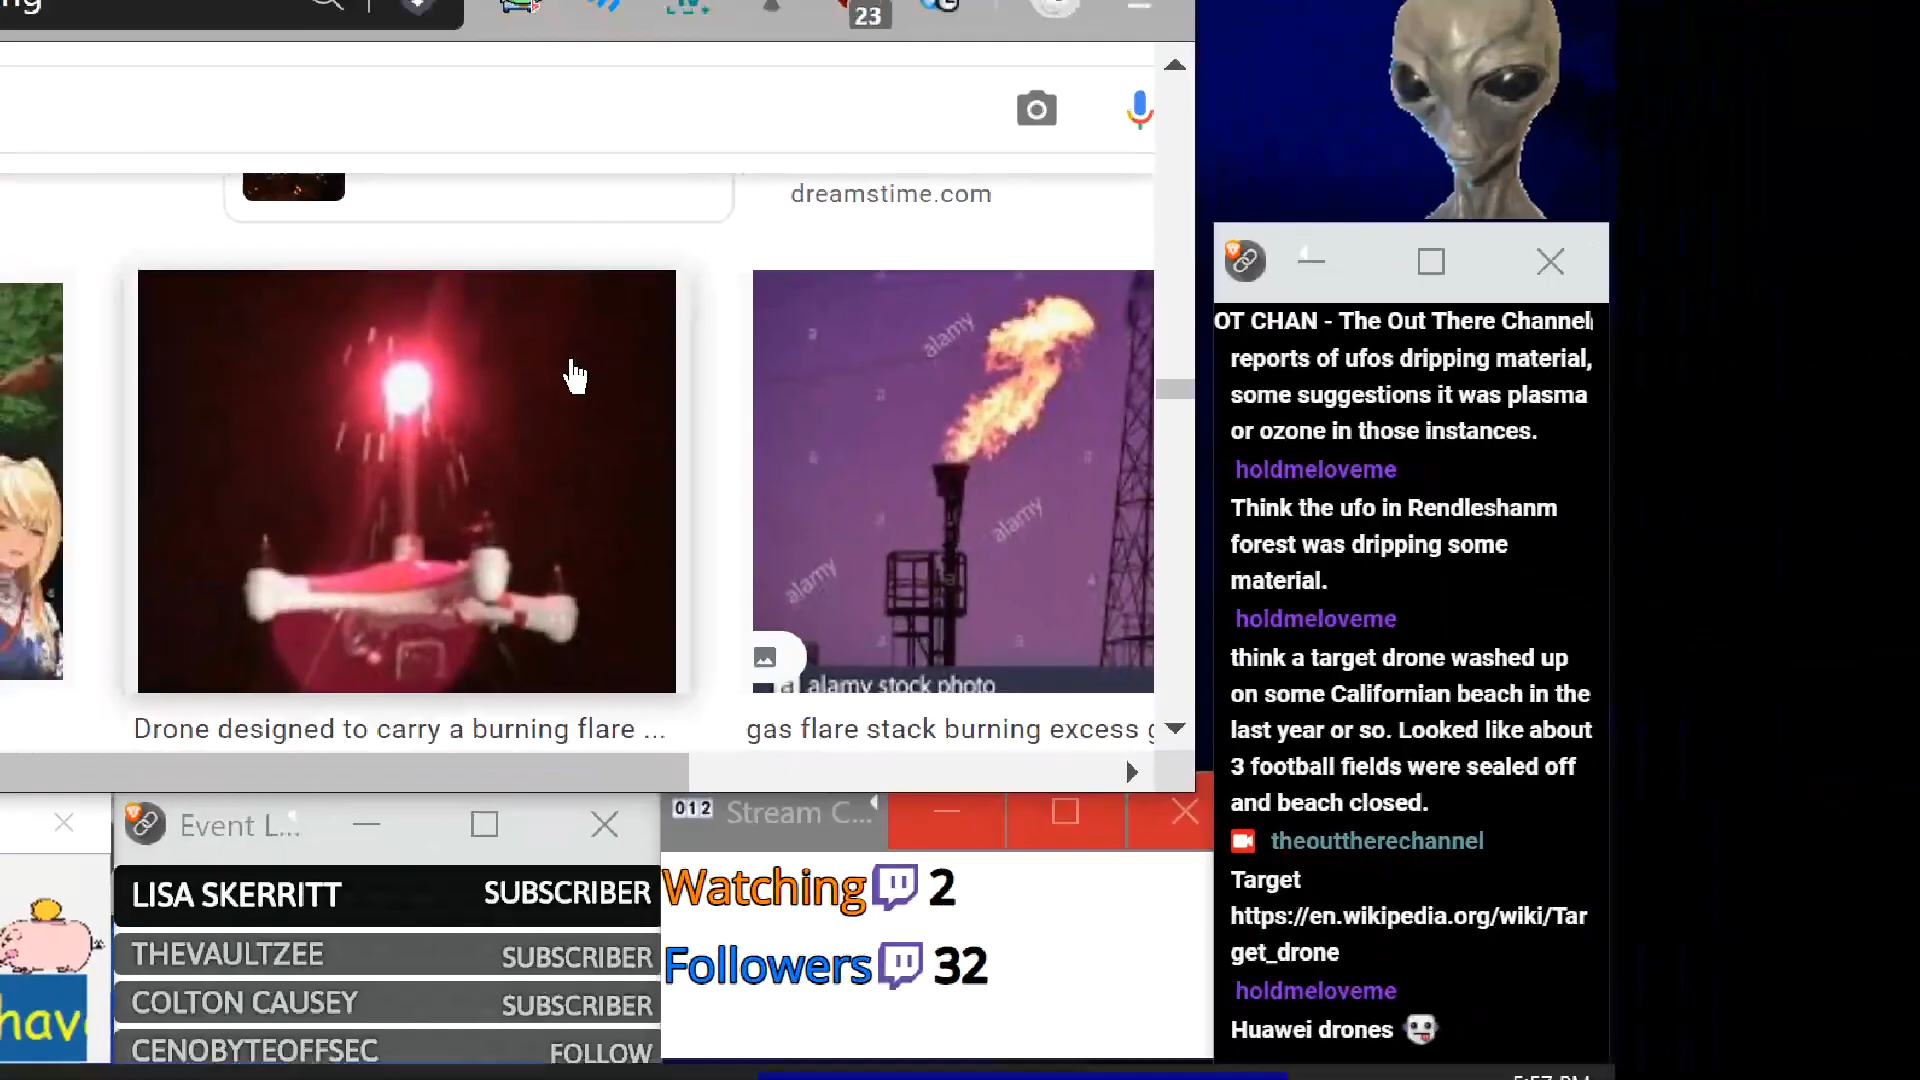 23
dreamstime.com
alamy
alamy
alamy
a alamy stock photo
Drone designed to carry a burning flare ...
gas flare stack burning excess
OT CHAN - The Out There Channel
reports of ufos dripping material,
some suggestions it was plasma
or ozone in those instances.
holdmeloveme
Think the ufo in Rendleshanm
forest was dripping some
material.
holdmeloveme
think a target drone washed up
on some Californian beach in the
last year or so. Looked like about
3 football fields were sealed off
and beach closed.
theouttherechannel
Target
https://en.wikipedia.org/wiki/Tar
get_drone
holdmeloveme
Huawei drones
Event L...
LISA SKERRITT SUBSCRIBER
THEVAULTZEE SUBSCRIBER
COLTON CAUSEY SUBSCRIBER
CENOBYTEOFFSEC FOLLOW
012 Stream C...
Watching 2
Followers 32
hav